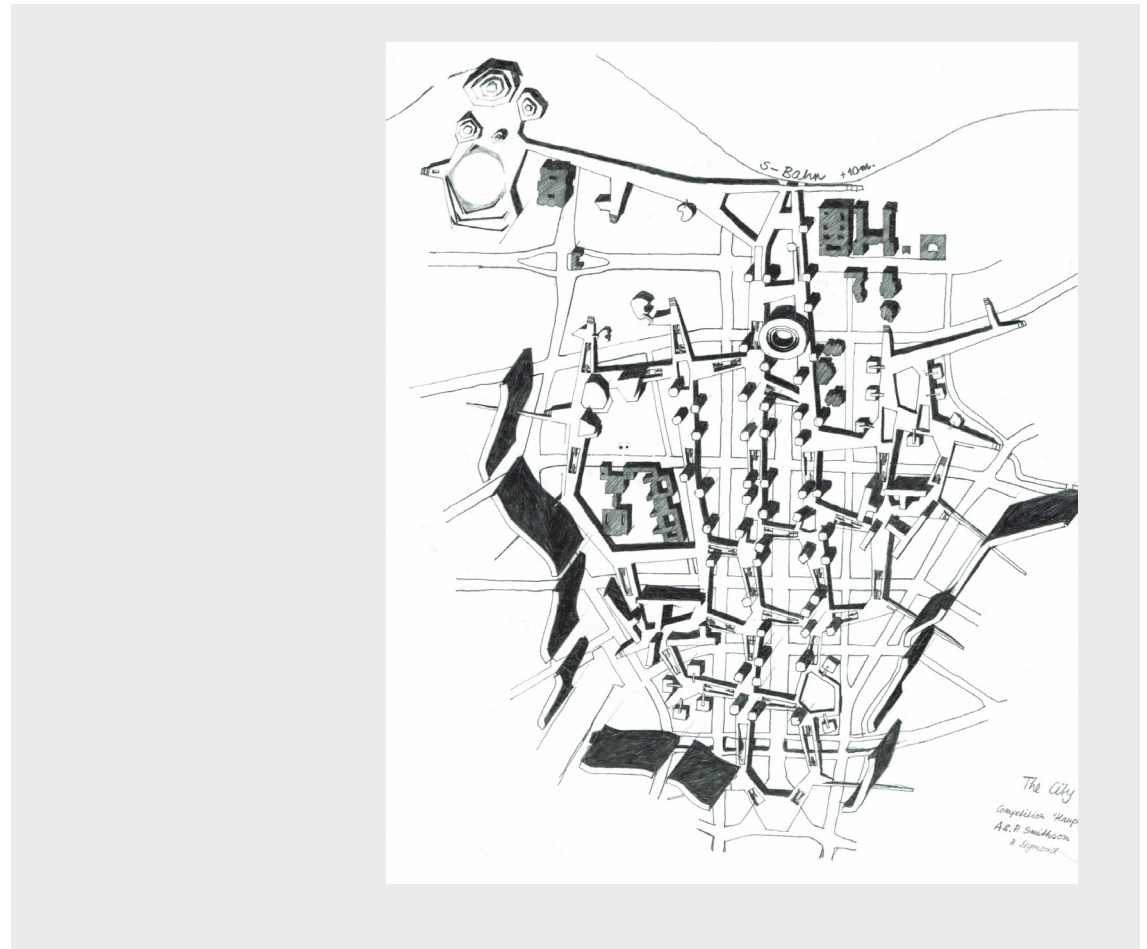 S-Bahn +10m.
The City
Competition "Haup
A & P. Smithson
P. Sigmond